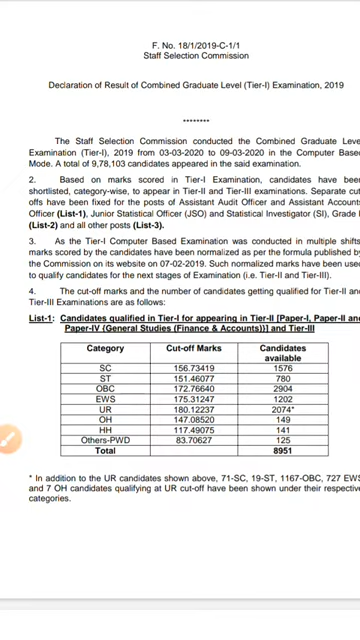 F. No. 18/1/2019-C-1/1
Staff Selection Commission
Declaration of Result of Combined Graduate Level (Tier-I) Examination, 2019
********
The Staff Selection Commission conducted the Combined Graduate Leve
Examination (Tier-I), 2019 from 03-03-2020 to 09-03-2020 in the Computer Base
Mode. A total of 9,78,103 candidates appeared in the said examination.
2. Based on marks scored in Tier-I Examination, candidates have been
shortlisted, category-wise, to appear in Tier-II and Tier-III examinations. Separate cut
offs have been fixed for the posts of Assistant Audit Officer and Assistant Accounts
Officer (List-1), Junior Statistical Officer (JSO) and Statistical Investigator (SI), Grade I
(List-2) and all other posts (List-3).
3. As the Tier-I Computer Based Examination was conducted in multiple shifts
marks scored by the candidates have been normalized as per the formula published by
the Commission on its website on 07-02-2019. Such normalized marks have been used
to qualify candidates for the next stages of Examination (i.e. Tier-II and Tier-III).
4. The cut-off marks and the number of candidates getting qualified for Tier-II and
Tier-III Examinations are as follows:
List-1: Candidates qualified in Tier-I for appearing in Tier-II [Paper-I, Paper-II and
Paper-IV {General Studies (Finance & Accounts)}] and Tier-III
Category Cut-off Marks Candidates available
SC 156.73419 1576
ST 151.46077 780
OBC 172.76640 2904
EWS 175.31247 1202
UR 180.12237 2074*
OH 147.08520 149
HH 117.49075 141
Others-PWD 83.70627 125
Total 8951
* In addition to the UR candidates shown above, 71-SC, 19-ST, 1167-OBC, 727 EWS
and 7 OH candidates qualifying at UR cut-off have been shown under their respective
categories.